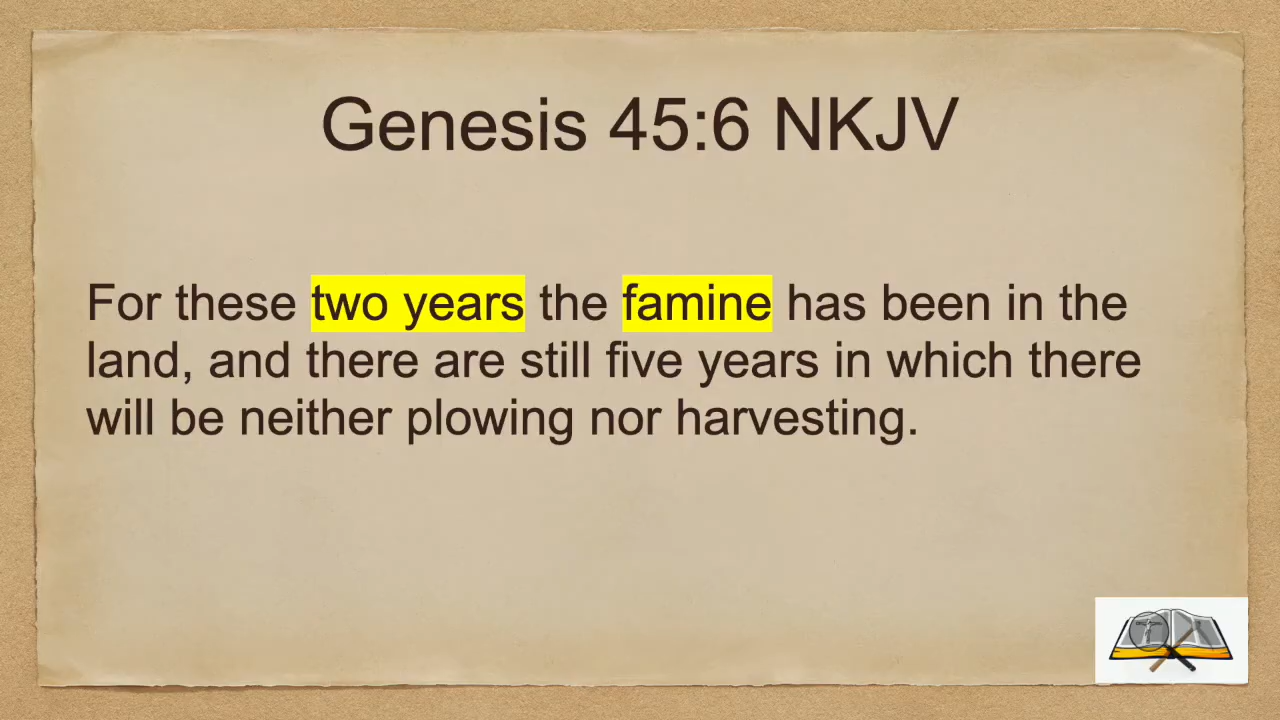 Genesis 45:6 NKJV
For these two years the famine has been in the
land, and there are still five years in which there
will be neither plowing nor harvesting.